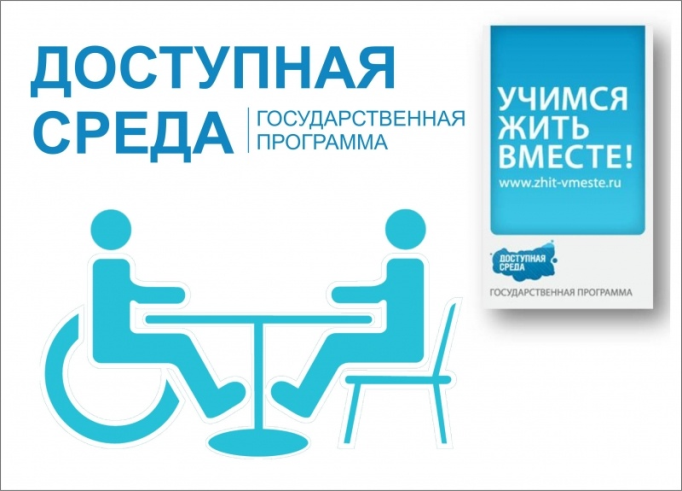 ДОСТУПНАЯ
СРЕДА
ГОСУДАРСТВЕННАЯ
ПРОГРАММА
УЧИМСЯ
ЖИТЬ
ВМЕСТЕ!
www.zhit-vmeste.ru
ДОСТУПНАЯ
СРЕДА
ГОСУДАРСТВЕННАЯ ПРОГРАММА